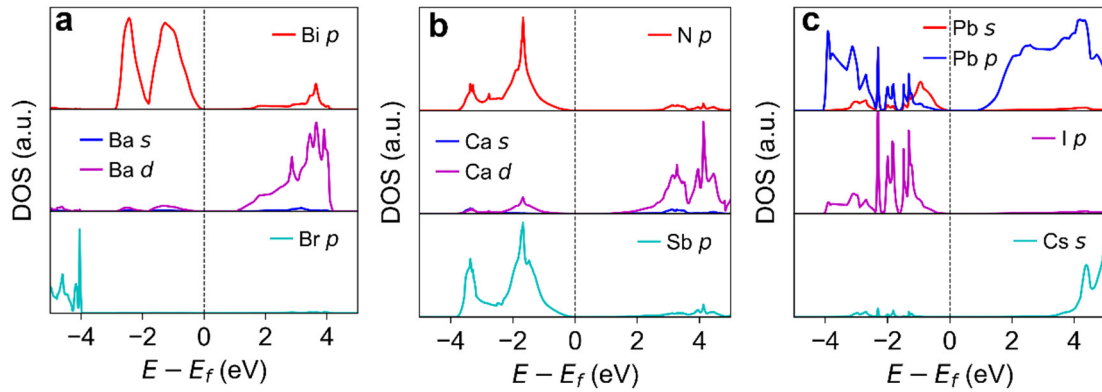 a
Bi p
Ba s
Ba d
Br p
DOS (a.u.)
−4 −2 0 2 4
E − E_f (eV)
b
N p
Ca s
Ca d
Sb p
DOS (a.u.)
−4 −2 0 2 4
E − E_f (eV)
c
Pb s
Pb p
I p
Cs s
DOS (a.u.)
−4 −2 0 2 4
E − E_f (eV)